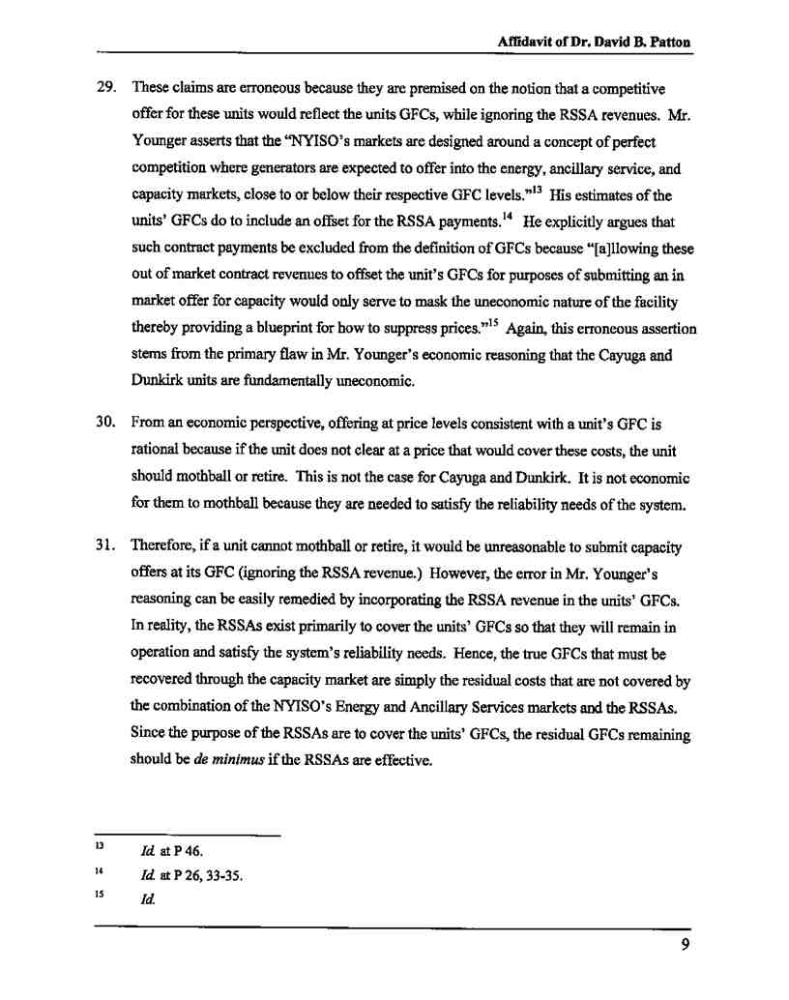 Affidavit of Dr. David B. Patton
29. These claims are erroneous because they are premised on the notion that a competitive
offer for these units would reflect the units GFCs, while ignoring the RSSA revenues. Mr.
Younger asserts that the “NYISO’s markets are designed around a concept of perfect
competition where generators are expected to offer into the energy, ancillary service, and
capacity markets, close to or below their respective GFC levels.”13 His estimates of the
units’ GFCs do to include an offset for the RSSA payments.14 He explicitly argues that
such contract payments be excluded from the definition of GFCs because “[a]llowing these
out of market contract revenues to offset the unit’s GFCs for purposes of submitting an in
market offer for capacity would only serve to mask the uneconomic nature of the facility
thereby providing a blueprint for how to suppress prices.”15 Again, this erroneous assertion
stems from the primary flaw in Mr. Younger’s economic reasoning that the Cayuga and
Dunkirk units are fundamentally uneconomic.
30. From an economic perspective, offering at price levels consistent with a unit’s GFC is
rational because if the unit does not clear at a price that would cover these costs, the unit
should mothball or retire. This is not the case for Cayuga and Dunkirk. It is not economic
for them to mothball because they are needed to satisfy the reliability needs of the system.
31. Therefore, if a unit cannot mothball or retire, it would be unreasonable to submit capacity
offers at its GFC (ignoring the RSSA revenue.) However, the error in Mr. Younger’s
reasoning can be easily remedied by incorporating the RSSA revenue in the units’ GFCs.
In reality, the RSSAs exist primarily to cover the units’ GFCs so that they will remain in
operation and satisfy the system’s reliability needs. Hence, the true GFCs that must be
recovered through the capacity market are simply the residual costs that are not covered by
the combination of the NYISO’s Energy and Ancillary Services markets and the RSSAs.
Since the purpose of the RSSAs are to cover the units’ GFCs, the residual GFCs remaining
should be de minimus if the RSSAs are effective.
13 Id. at P 46.
14 Id. at P 26, 33-35.
15 Id.
9